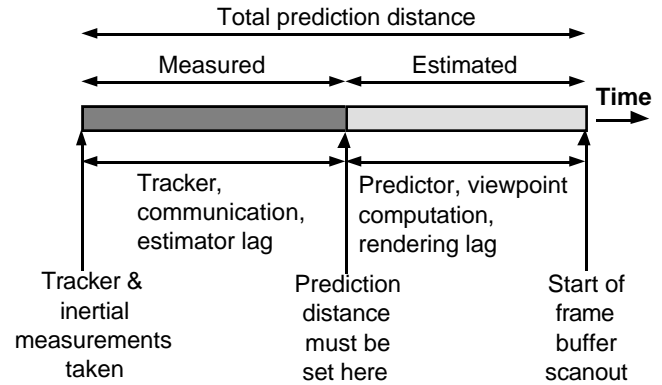 Total prediction distance
Measured
Estimated
Time
Tracker,
communication,
estimator lag
Predictor, viewpoint
computation,
rendering lag
Tracker &
inertial
measurements
taken
Prediction
distance
must be
set here
Start of
frame
buffer
scanout